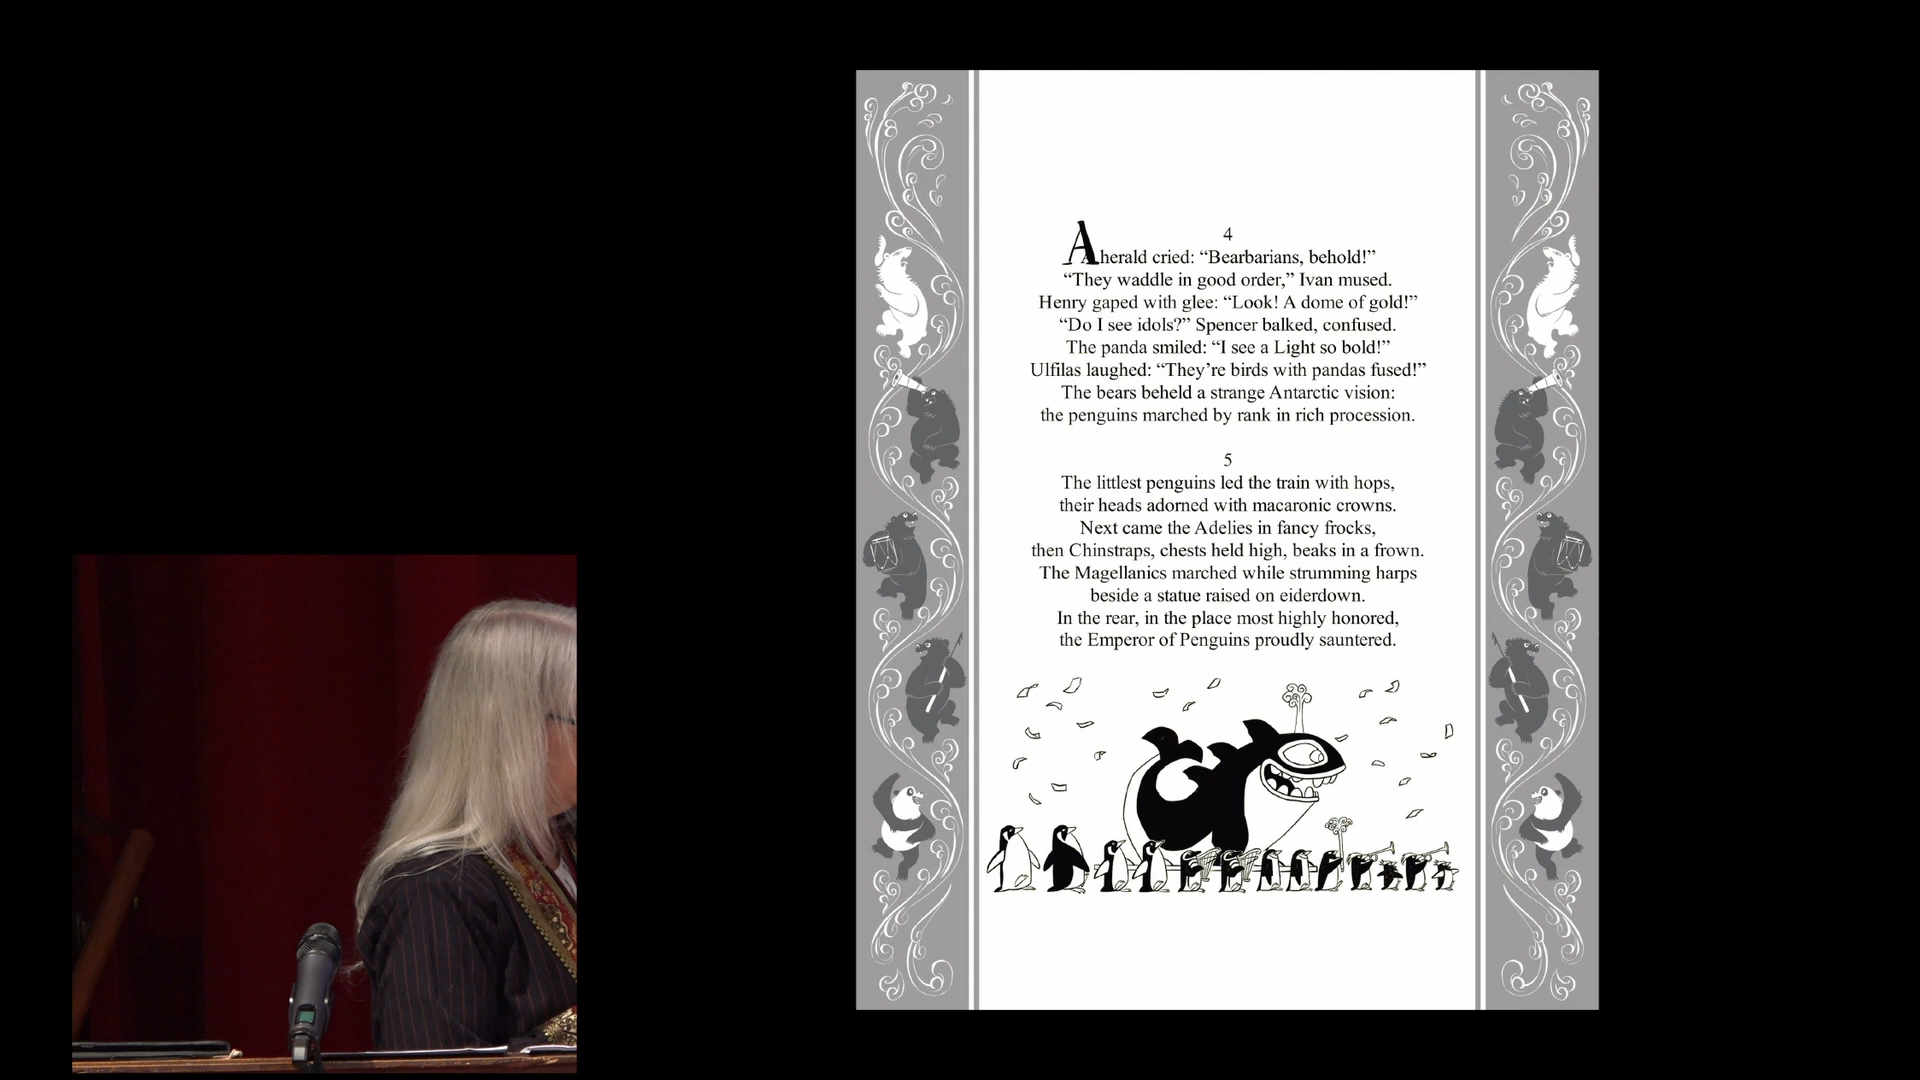 4
A herald cried: “Bearbarians, behold!”
“They waddle in good order,” Ivan mused.
Henry gaped with glee: “Look! A dome of gold!”
“Do I see idols?” Spencer balked, confused.
The panda smiled: “I see a Light so bold!”
Ulfilas laughed: “They’re birds with pandas fused!”
The bears beheld a strange Antarctic vision:
the penguins marched by rank in rich procession.
5
The littlest penguins led the train with hops,
their heads adorned with macaronic crowns.
Next came the Adelies in fancy frocks,
then Chinstraps, chests held high, beaks in a frown.
The Magellanics marched while strumming harps
beside a statue raised on eiderdown.
In the rear, in the place most highly honored,
the Emperor of Penguins proudly sauntered.